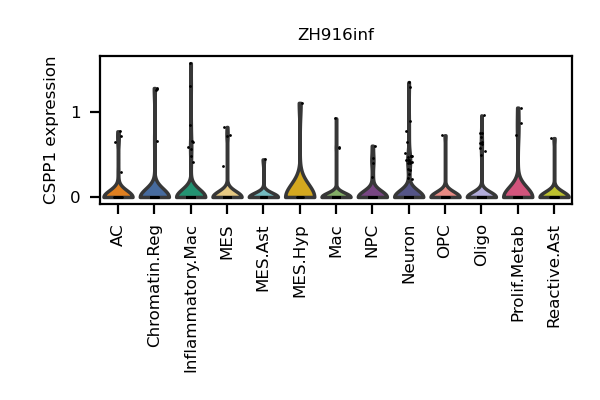 ZH916inf
CSPP1 expression
1
0
AC
Chromatin.Reg
Inflammatory.Mac
MES
MES.Ast
MES.Hyp
Mac
NPC
Neuron
OPC
Oligo
Prolif.Metab
Reactive.Ast